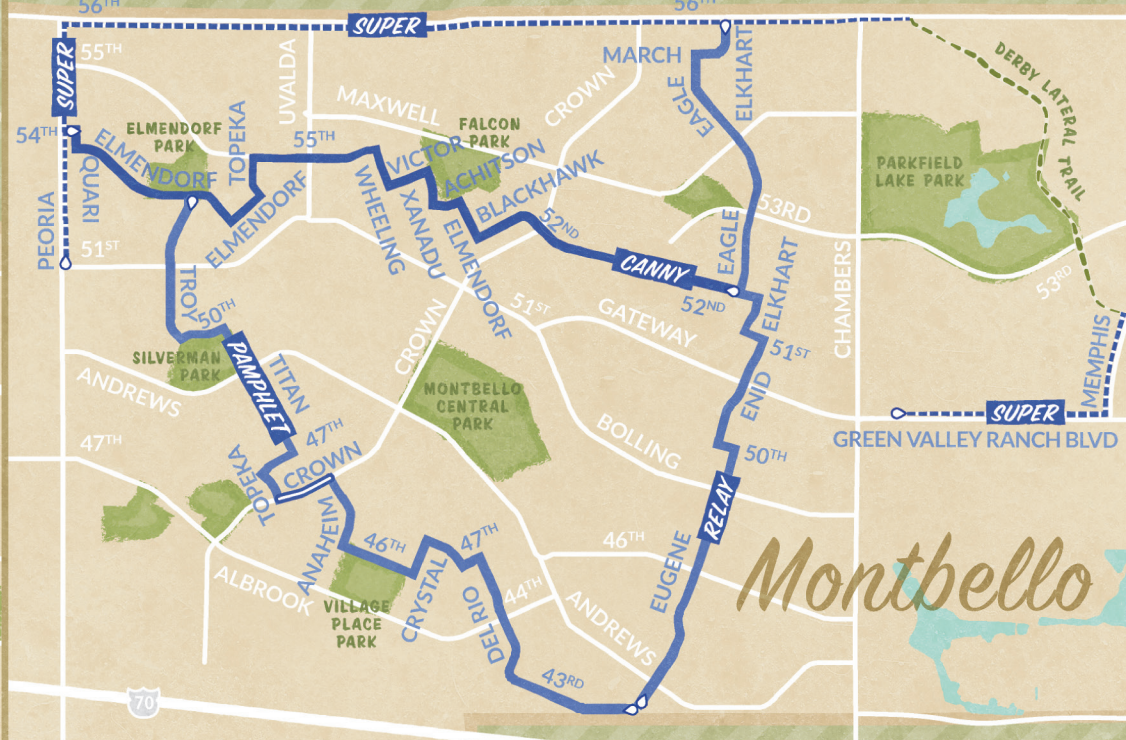 56TH
56TH
SUPER
SUPER
55TH
UVALDA
MAXWELL
CROWN
MARCH
EAGLE
ELKHART
DERBY LATERAL TRAIL
54TH
ELMENDORF
PARK
ELMENDORF
TOPEKA
55TH
VICTOR
FALCON
PARK
ACHITSON
BLACKHAWK
PARKFIELD
LAKE PARK
QUARI
PEORIA
51ST
ELMENDORF
WHEELING
XANADU
ELMENDORF
52ND
CANNY
EAGLE
53RD
52ND
ELKHART
CHAMBERS
53RD
TROY
50TH
SILVERMAN
PARK
PAMPHLET
TITAN
CROWN
51ST
GATEWAY
51ST
ENID
MEMPHIS
ANDREWS
MONTBELLO
CENTRAL
PARK
SUPER
GREEN VALLEY RANCH BLVD
47TH
47TH
TOPEKA
CROWN
BOLLING
50TH
RELAY
ANAHEIM
46TH
47TH
CRYSTAL
46TH
EUGENE
Montbello
ALBROOK
VILLAGE
PLACE
PARK
DEL RIO
44TH
ANDREWS
43RD
70